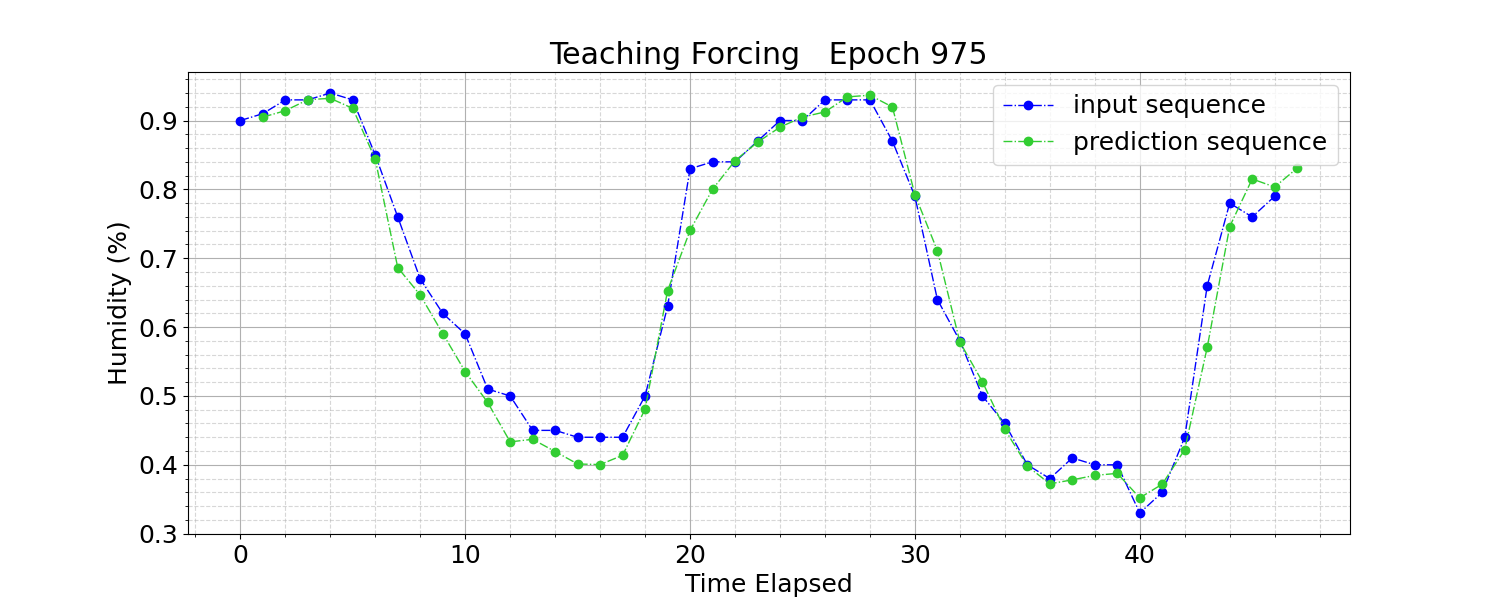 Teaching Forcing   Epoch 975
input sequence
prediction sequence
Humidity (%)
0.9
0.8
0.7
0.6
0.5
0.4
0.3
0 10 20 30 40
Time Elapsed